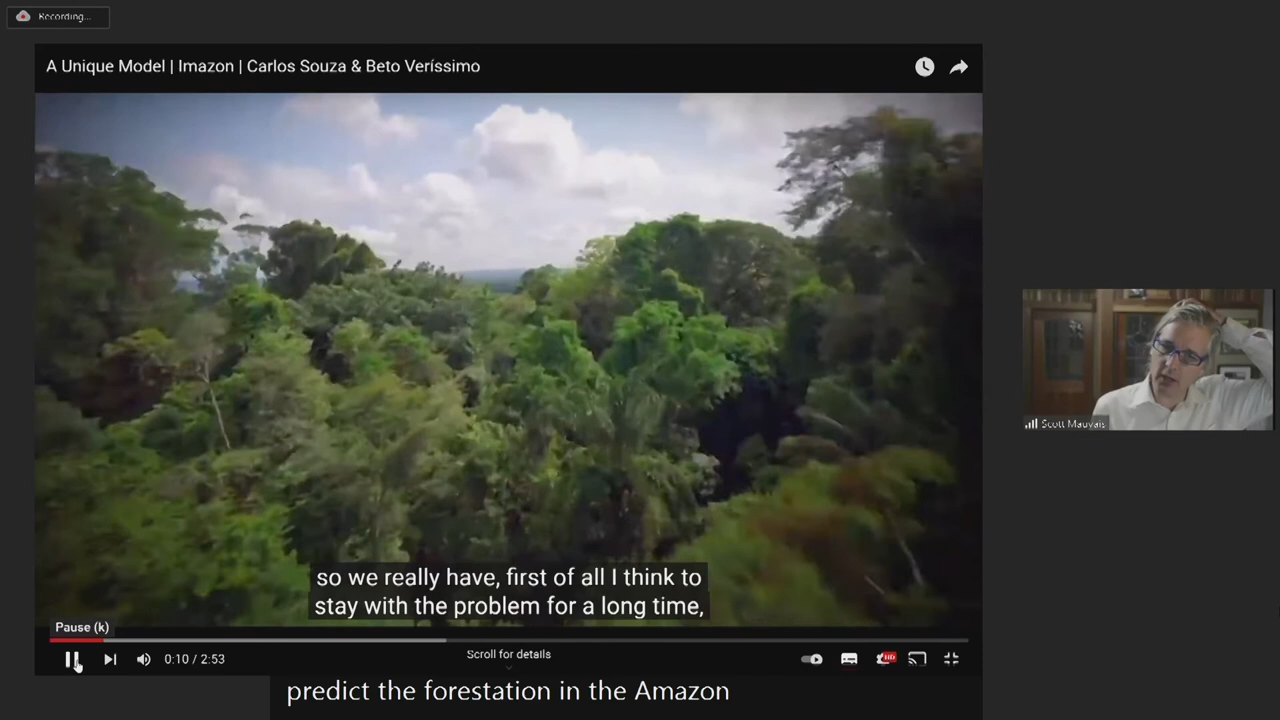 Recording...
A Unique Model | Imazon | Carlos Souza & Beto Veríssimo
so we really have, first of all I think to
stay with the problem for a long time,
Pause (k)
0:10 / 2:53
Scroll for details
HD
Scott Mauvais
predict the forestation in the Amazon